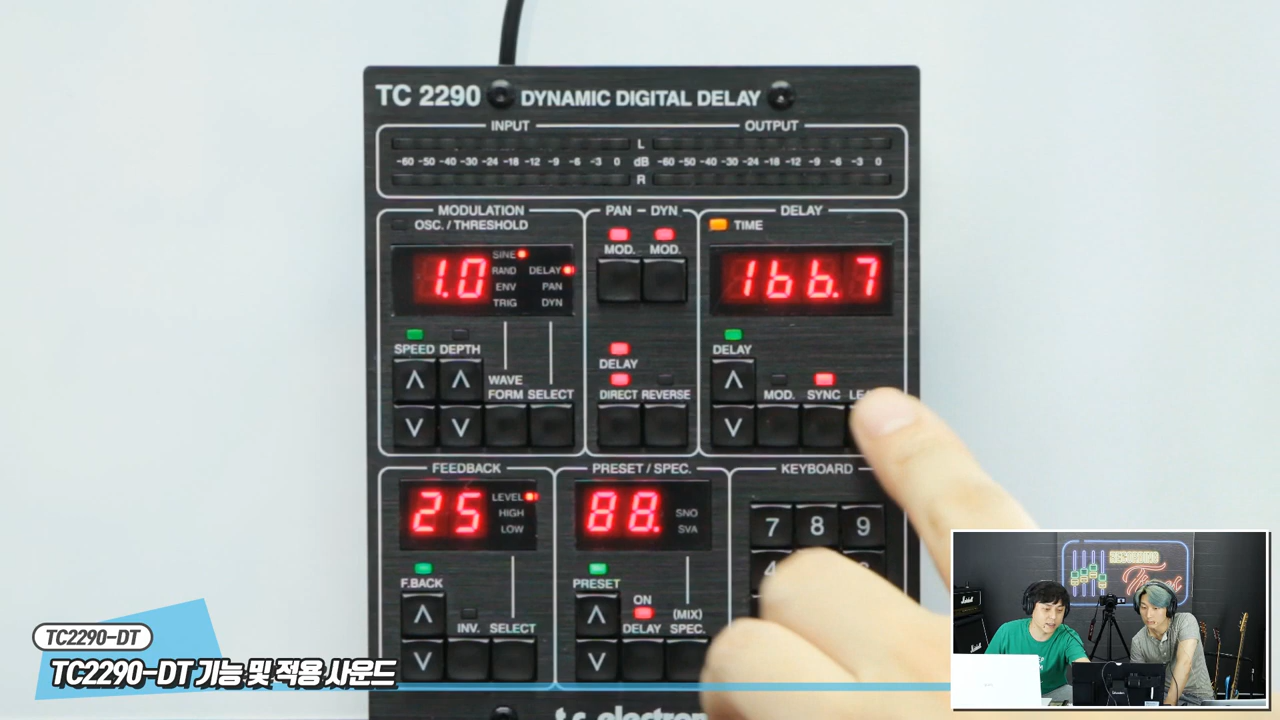 TC 2290 DYNAMIC DIGITAL DELAY
INPUT
OUTPUT
L
-60 -50 -40 -30 -24 -18 -12 -9 -6 -3 0 dB -60 -50 -40 -30 -24 -18 -12 -9 -6 -3 0
R
MODULATION
OSC. / THRESHOLD
1.0
SINE
RAND
ENV
TRIG
DELAY
PAN
DYN
SPEED DEPTH
WAVE FORM
SELECT
PAN - DYN
MOD. MOD.
DELAY
DIRECT REVERSE
DELAY
TIME
166.7
DELAY
MOD. SYNC
FEEDBACK
25
LEVEL
HIGH
LOW
F.BACK
INV. SELECT
PRESET / SPEC.
88.
SNO
SVA
PRESET
ON
DELAY
(MIX)
SPEC.
KEYBOARD
7 8 9
4
t.c. electron
TC2290-DT
TC2290-DT 기능 및 적용 사운드
Marshall